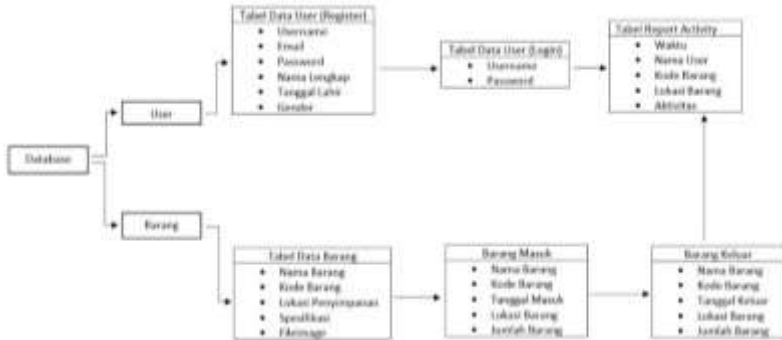 Tabel Data User (Register)
• Username
• Email
• Password
• Nama Lengkap
• Tanggal Lahir
• Gender
Tabel Data User (Login)
• Username
• Password
Tabel Report Activity
• Waktu
• Nama User
• Kode Barang
• Lokasi Barang
• Aktivitas
User
Database
Barang
Tabel Data Barang
• Nama Barang
• Kode Barang
• Lokasi Penyimpanan
• Spesifikasi
• FileImage
Barang Masuk
• Nama Barang
• Kode Barang
• Tanggal Masuk
• Lokasi Barang
• Jumlah Barang
Barang Keluar
• Nama Barang
• Kode Barang
• Tanggal Keluar
• Lokasi Barang
• Jumlah Barang